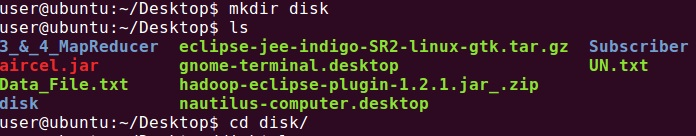 user@ubuntu:~/Desktop$ mkdir disk
user@ubuntu:~/Desktop$ ls
3_&_4_MapReducer  eclipse-jee-indigo-SR2-linux-gtk.tar.gz  Subscriber
aircel.jar        gnome-terminal.desktop                   UN.txt
Data_File.txt     hadoop-eclipse-plugin-1.2.1.jar_.zip
disk              nautilus-computer.desktop
user@ubuntu:~/Desktop$ cd disk/